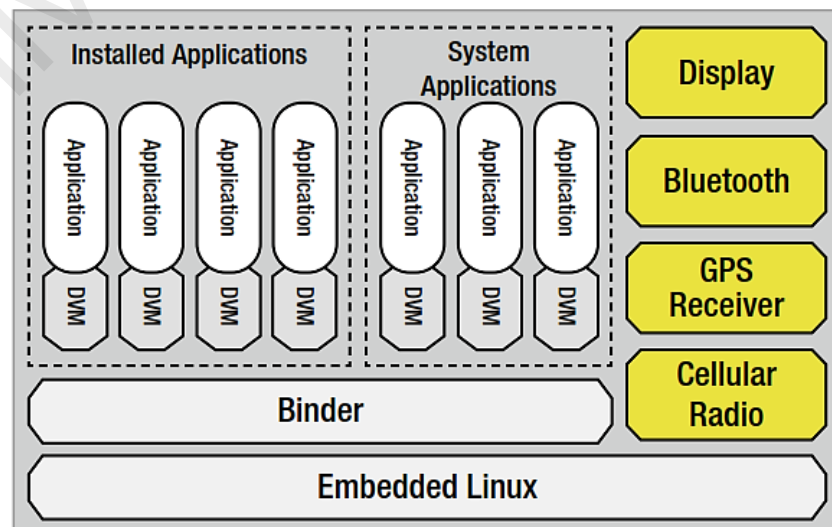 Installed Applications
System
Applications
Application
Application
Application
Application
Application
Application
Application
DVM
DVM
DVM
DVM
DVM
DVM
DVM
Display
Bluetooth
GPS
Receiver
Cellular
Radio
Binder
Embedded Linux